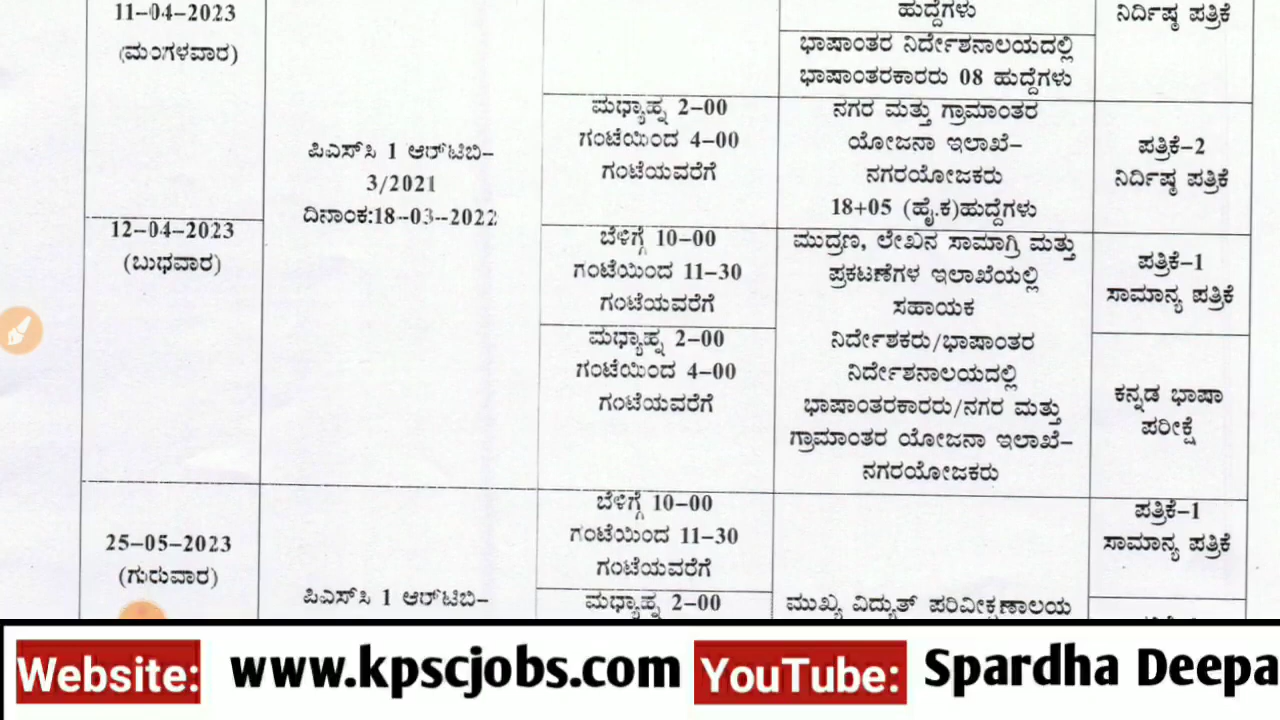 11-04-2023
(ಮಂಗಳವಾರ)
ಹುದ್ದೆಗಳು
ನಿರ್ದಿಷ್ಠ ಪತ್ರಿಕೆ
ಭಾಷಾಂತರ ನಿರ್ದೇಶನಾಲಯದಲ್ಲಿ
ಭಾಷಾಂತರಕಾರರು 08 ಹುದ್ದೆಗಳು
ಪಿಎಸ್‌ಸಿ 1 ಆರ್‌ಟಿಬಿ-
3/2021
ದಿನಾಂಕ:18-03-2022
ಮಧ್ಯಾಹ್ನ 2-00
ಗಂಟೆಯಿಂದ 4-00
ಗಂಟೆಯವರೆಗೆ
ನಗರ ಮತ್ತು ಗ್ರಾಮಾಂತರ
ಯೋಜನಾ ಇಲಾಖೆ-
ನಗರಯೋಜಕರು
18+05 (ಹೈ.ಕ)ಹುದ್ದೆಗಳು
ಪತ್ರಿಕೆ-2
ನಿರ್ದಿಷ್ಠ ಪತ್ರಿಕೆ
12-04-2023
(ಬುಧವಾರ)
ಬೆಳಿಗ್ಗೆ 10-00
ಗಂಟೆಯಿಂದ 11-30
ಗಂಟೆಯವರೆಗೆ
ಮಧ್ಯಾಹ್ನ 2-00
ಗಂಟೆಯಿಂದ 4-00
ಗಂಟೆಯವರೆಗೆ
ಮುದ್ರಣ, ಲೇಖನ ಸಾಮಾಗ್ರಿ ಮತ್ತು
ಪ್ರಕಟಣೆಗಳ ಇಲಾಖೆಯಲ್ಲಿ
ಸಹಾಯಕ
ನಿರ್ದೇಶಕರು/ಭಾಷಾಂತರ
ನಿರ್ದೇಶನಾಲಯದಲ್ಲಿ
ಭಾಷಾಂತರಕಾರರು/ನಗರ ಮತ್ತು
ಗ್ರಾಮಾಂತರ ಯೋಜನಾ ಇಲಾಖೆ-
ನಗರಯೋಜಕರು
ಪತ್ರಿಕೆ-1
ಸಾಮಾನ್ಯ ಪತ್ರಿಕೆ
ಕನ್ನಡ ಭಾಷಾ
ಪರೀಕ್ಷೆ
25-05-2023
(ಗುರುವಾರ)
ಪಿಎಸ್‌ಸಿ 1 ಆರ್‌ಟಿಬಿ-
ಬೆಳಿಗ್ಗೆ 10-00
ಗಂಟೆಯಿಂದ 11-30
ಗಂಟೆಯವರೆಗೆ
ಮಧ್ಯಾಹ್ನ 2-00
ಮುಖ್ಯ ವಿದ್ಯುತ್ ಪರಿವೀಕ್ಷಣಾಲಯ
ಪತ್ರಿಕೆ-1
ಸಾಮಾನ್ಯ ಪತ್ರಿಕೆ
Website: www.kpscjobs.com YouTube: Spardha Deepa